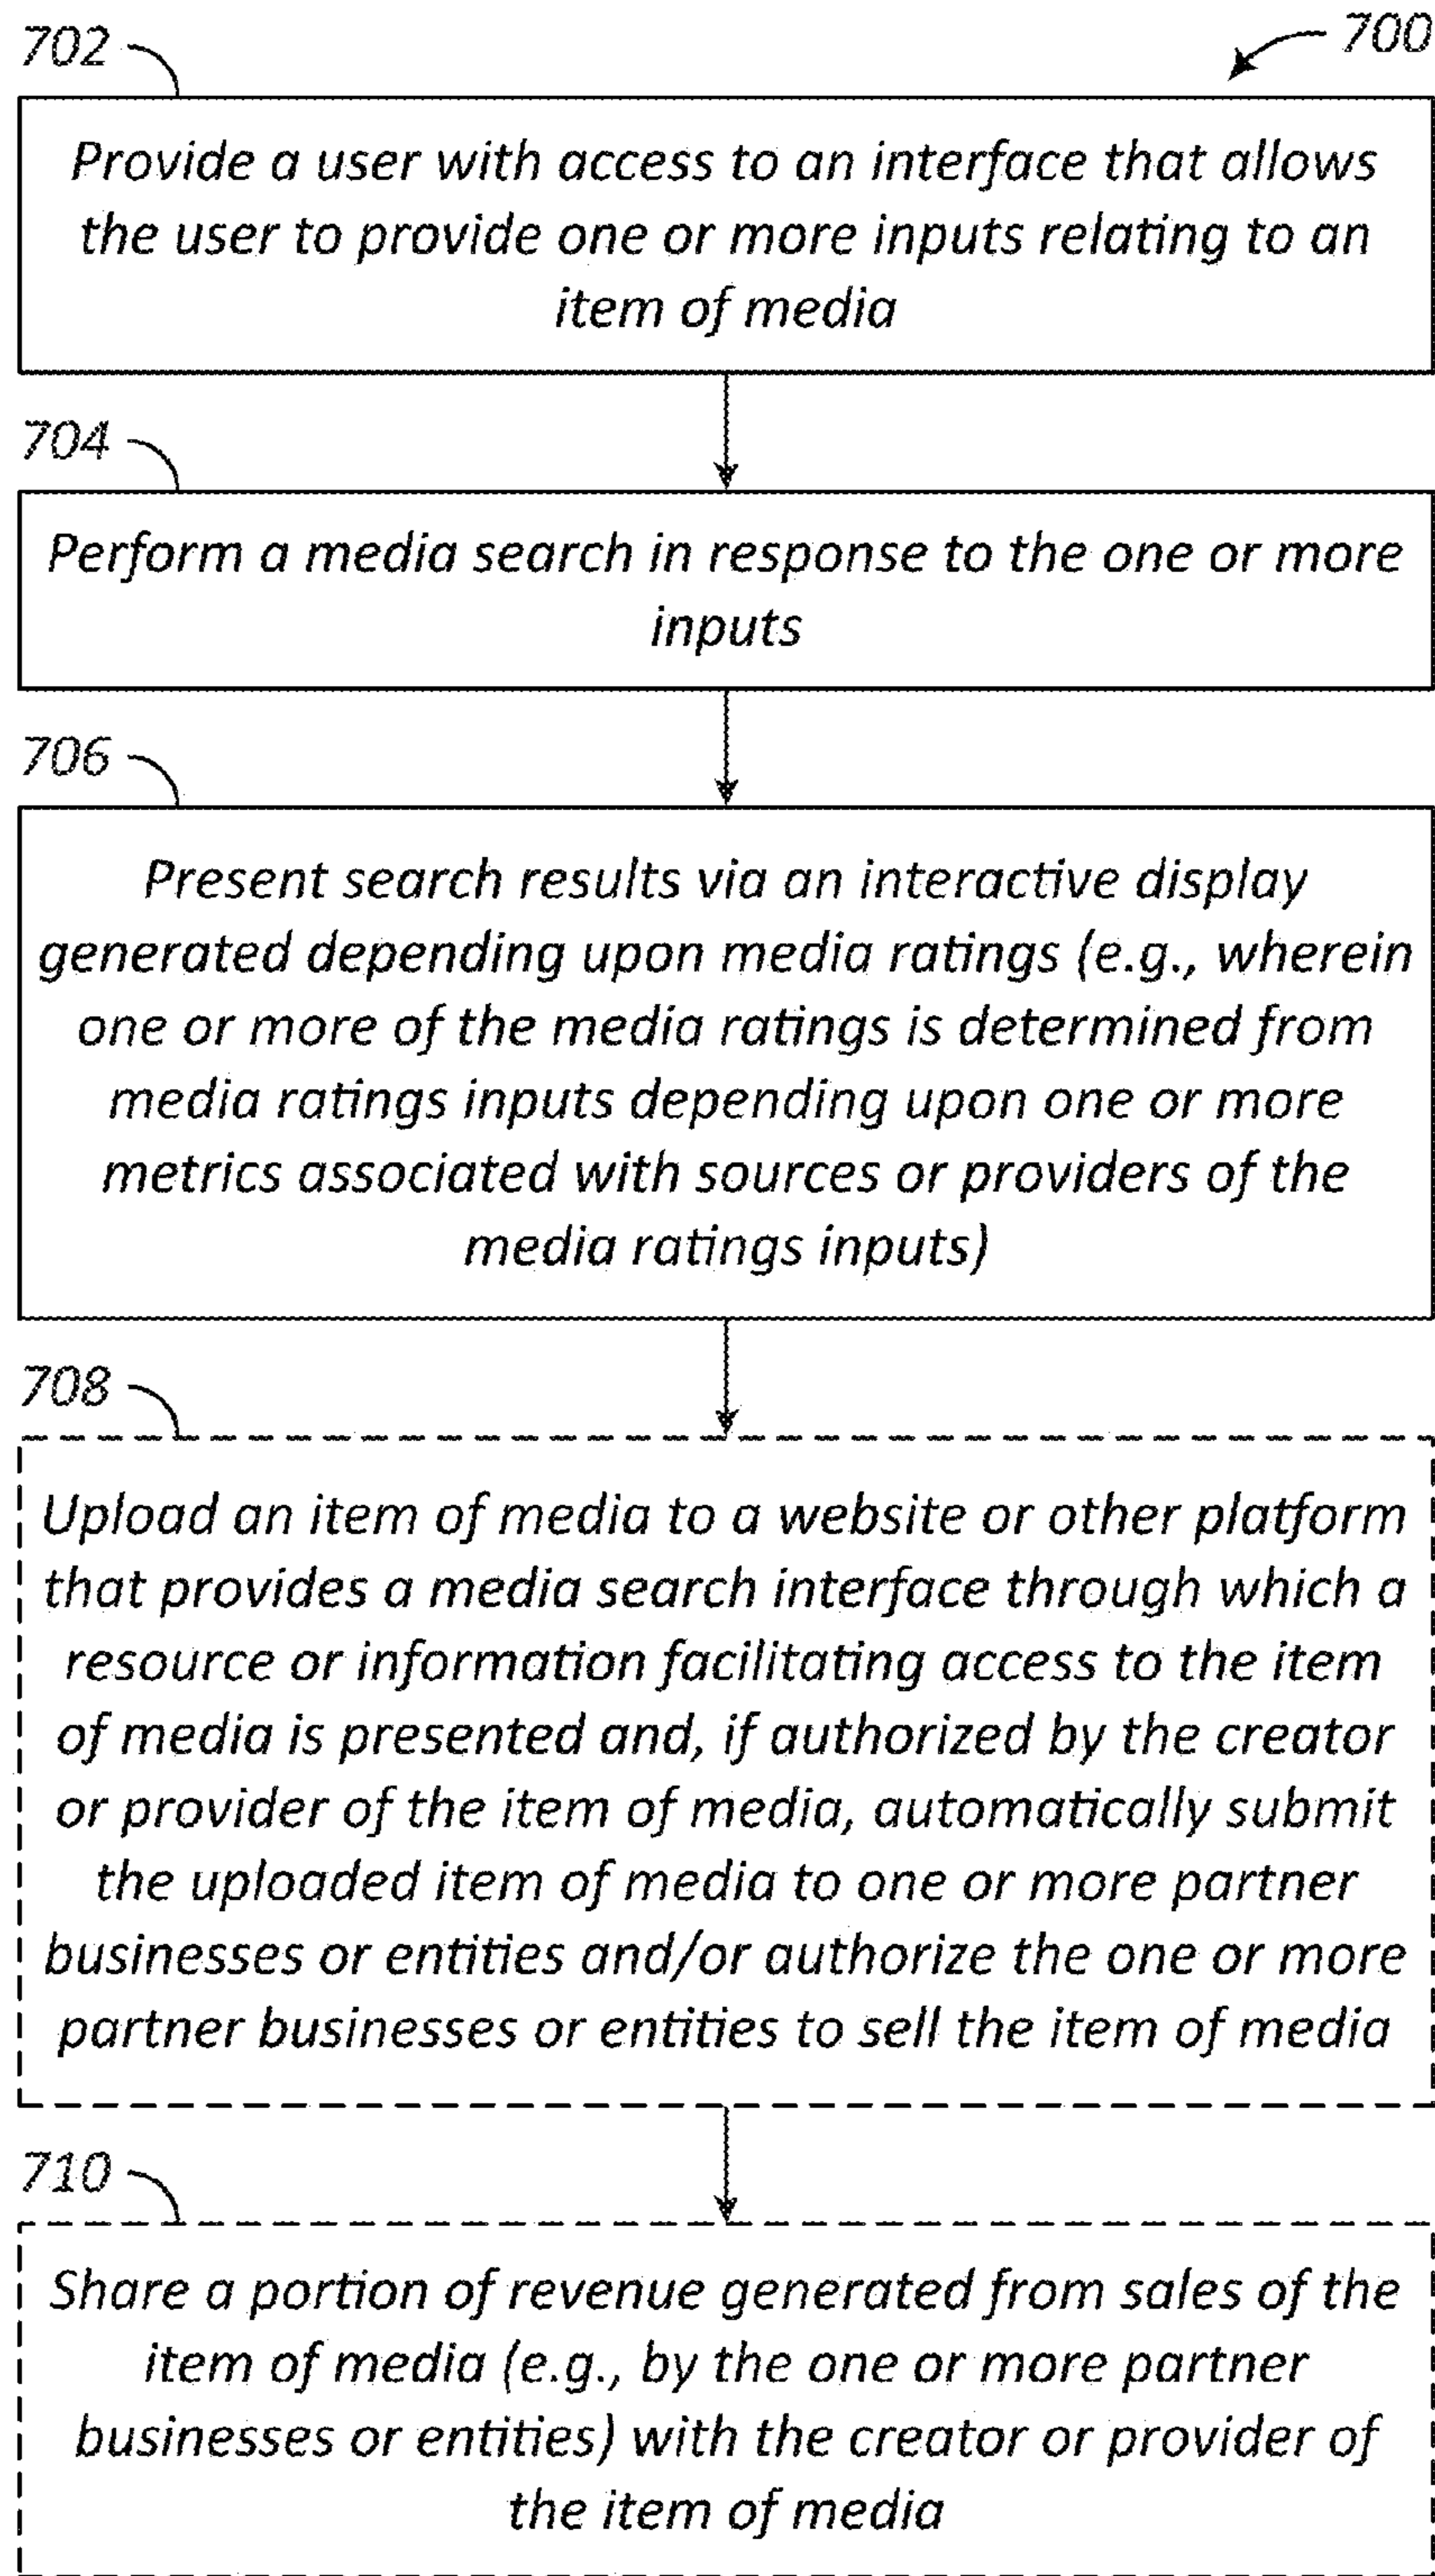 702
700
Provide a user with access to an interface that allows
the user to provide one or more inputs relating to an
item of media
704
Perform a media search in response to the one or more
inputs
706
Present search results via an interactive display
generated depending upon media ratings (e.g., wherein
one or more of the media ratings is determined from
media ratings inputs depending upon one or more
metrics associated with sources or providers of the
media ratings inputs)
708
Upload an item of media to a website or other platform
that provides a media search interface through which a
resource or information facilitating access to the item
of media is presented and, if authorized by the creator
or provider of the item of media, automatically submit
the uploaded item of media to one or more partner
businesses or entities and/or authorize the one or more
partner businesses or entities to sell the item of media
710
Share a portion of revenue generated from sales of the
item of media (e.g., by the one or more partner
businesses or entities) with the creator or provider of
the item of media